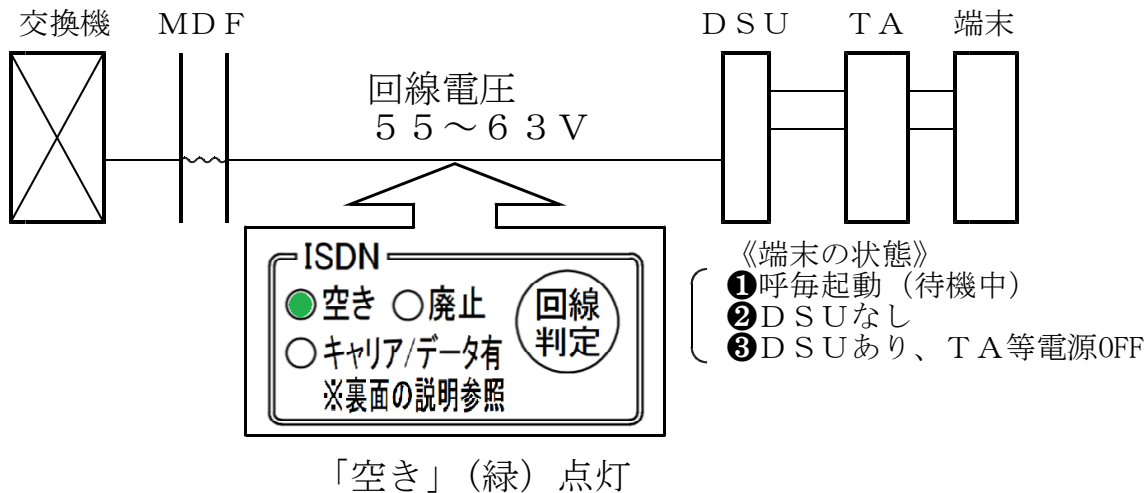 交換機 ＭＤＦ ＤＳＵ ＴＡ 端末
回線電圧
５５～６３Ｖ
ISDN
空き 廃止
キャリア/データ有
※裏面の説明参照
回線
判定
《端末の状態》
❶呼毎起動（待機中）
❷ＤＳＵなし
❸ＤＳＵあり、ＴＡ等電源OFF
「空き」（緑）点灯